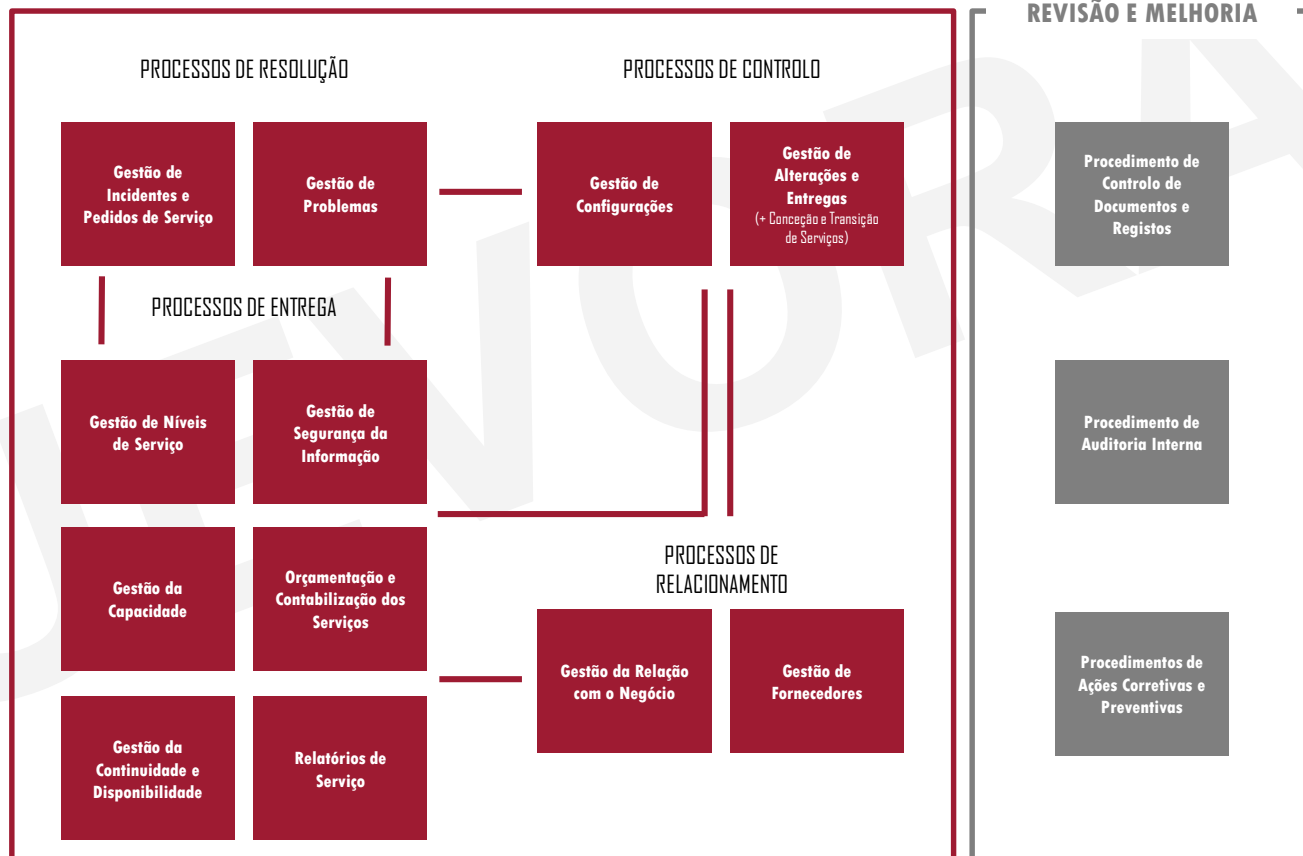 REVISÃO E MELHORIA
PROCESSOS DE RESOLUÇÃO
Gestão de
Incidentes e
Pedidos de Serviço
Gestão de
Problemas
PROCESSOS DE CONTROLO
Gestão de
Configurações
Gestão de
Alterações e
Entregas
(+ Conceção e Transição
de Serviços)
PROCESSOS DE ENTREGA
Gestão de Níveis
de Serviço
Gestão de
Segurança da
Informação
Gestão da
Capacidade
Orçamentação e
Contabilização dos
Serviços
Gestão da
Continuidade e
Disponibilidade
Relatórios de
Serviço
PROCESSOS DE
RELACIONAMENTO
Gestão da Relação
com o Negócio
Gestão de
Fornecedores
Procedimento de
Controlo de
Documentos e
Registos
Procedimento de
Auditoria Interna
Procedimentos de
Ações Corretivas e
Preventivas
UEVORA